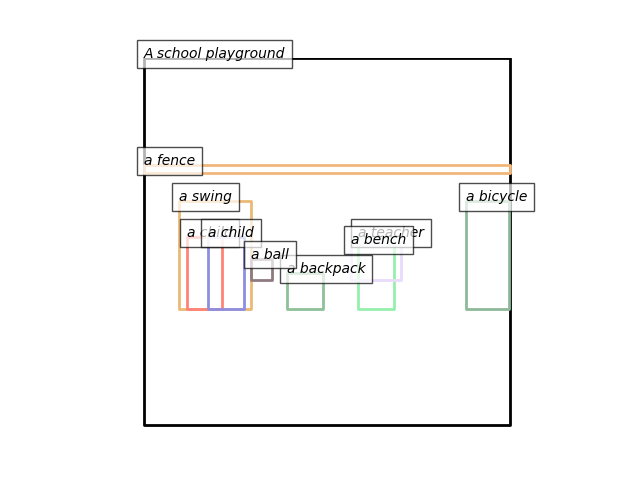 A school playground
a fence
a swing
a bicycle
a child
a child
a teacher
a bench
a ball
a backpack